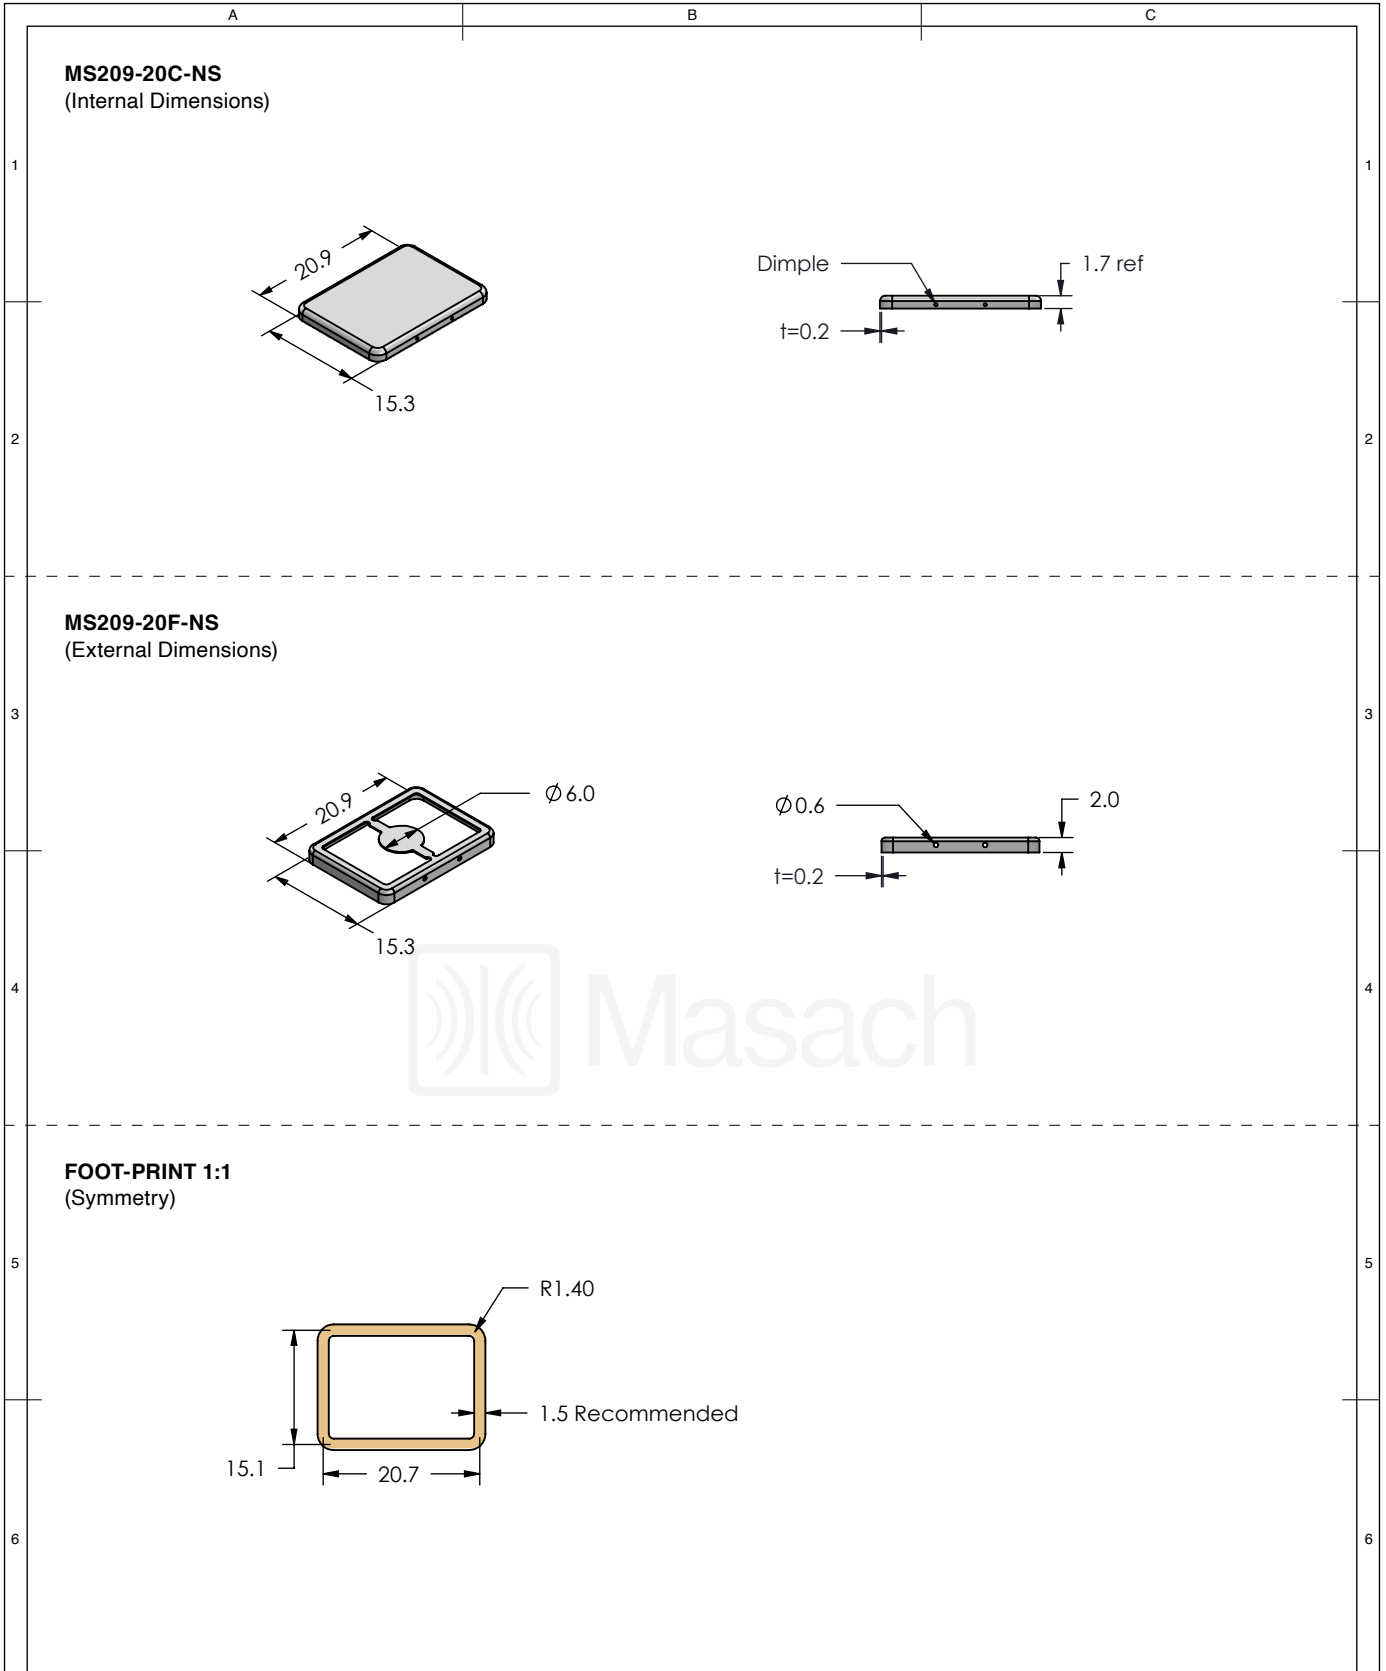 A B C
MS209-20C-NS
(Internal Dimensions)
1 1
20.9
15.3
Dimple
1.7 ref
t=0.2
2 2
MS209-20F-NS
(External Dimensions)
3 3
20.9
Ø6.0
15.3
Ø0.6
2.0
t=0.2
4 4
Masach
FOOT-PRINT 1:1
(Symmetry)
5 5
R1.40
1.5 Recommended
15.1
20.7
6 6